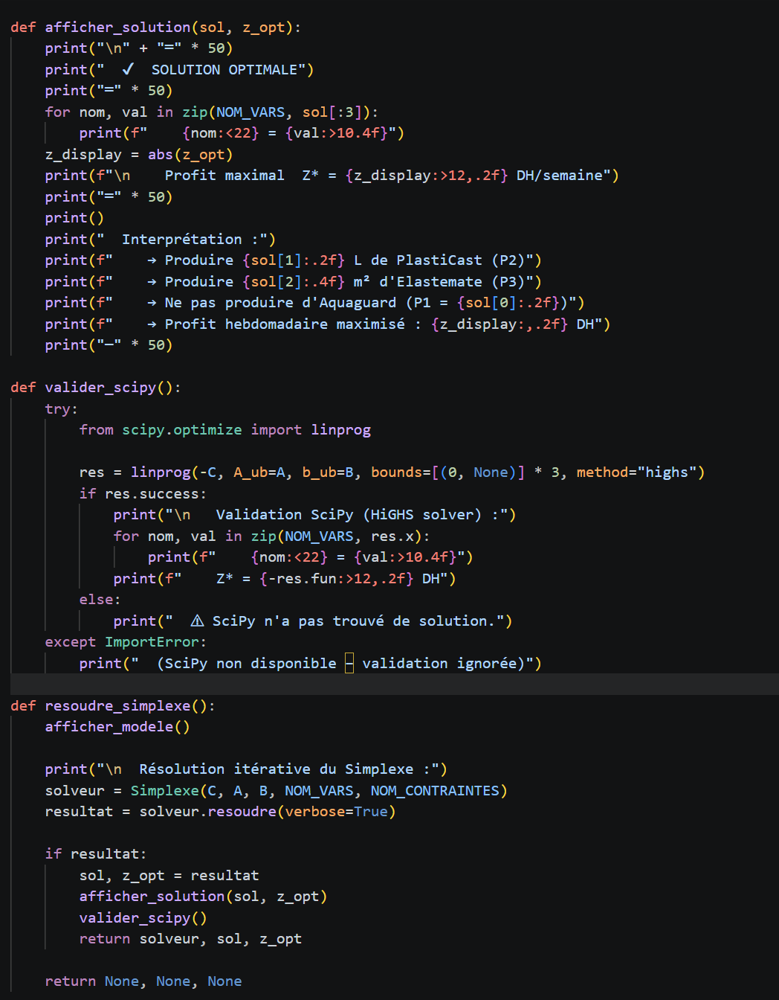 def afficher_solution(sol, z_opt):
    print("\n" + "═" * 50)
    print("  ✓  SOLUTION OPTIMALE")
    print("═" * 50)
    for nom, val in zip(NOM_VARS, sol[:3]):
        print(f"    {nom:<22} = {val:>10.4f}")
    z_display = abs(z_opt)
    print(f"\n    Profit maximal  Z* = {z_display:>12,.2f} DH/semaine")
    print("═" * 50)
    print()
    print("  Interprétation :")
    print(f"    → Produire {sol[1]:.2f} L de PlastiCast (P2)")
    print(f"    → Produire {sol[2]:.4f} m² d'Elastemate (P3)")
    print(f"    → Ne pas produire d'Aquaguard (P1 = {sol[0]:.2f})")
    print(f"    → Profit hebdomadaire maximisé : {z_display:,.2f} DH")
    print("─" * 50)

def valider_scipy():
    try:
        from scipy.optimize import linprog

        res = linprog(-C, A_ub=A, b_ub=B, bounds=[(0, None)] * 3, method="highs")
        if res.success:
            print("\n   Validation SciPy (HiGHS solver) :")
            for nom, val in zip(NOM_VARS, res.x):
                print(f"    {nom:<22} = {val:>10.4f}")
            print(f"    Z* = {-res.fun:>12,.2f} DH")
        else:
            print("  ⚠ SciPy n'a pas trouvé de solution.")
    except ImportError:
        print("  (SciPy non disponible – validation ignorée)")

def resoudre_simplexe():
    afficher_modele()

    print("\n  Résolution itérative du Simplexe :")
    solveur = Simplexe(C, A, B, NOM_VARS, NOM_CONTRAINTES)
    resultat = solveur.resoudre(verbose=True)

    if resultat:
        sol, z_opt = resultat
        afficher_solution(sol, z_opt)
        valider_scipy()
        return solveur, sol, z_opt

    return None, None, None